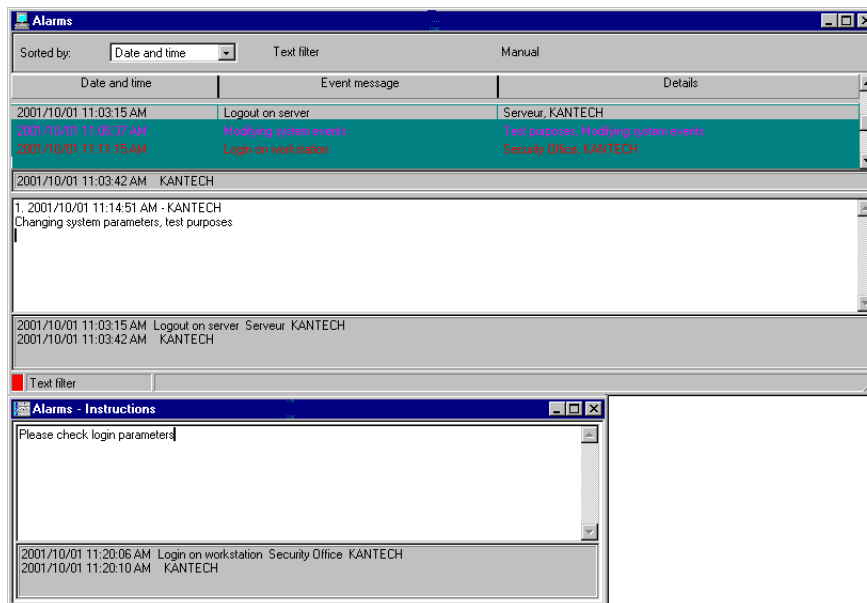 Alarms
Sorted by: Date and time Text filter Manual
Date and time Event message Details
2001/10/01 11:03:15 AM Logout on server Serveur, KANTECH
2001/10/01 11:06:37 AM Modifying system events Test purposes, Modifying system events
2001/10/01 11:11:15 AM Login on workstation Security Office, KANTECH
2001/10/01 11:03:42 AM KANTECH
1. 2001/10/01 11:14:51 AM - KANTECH
Changing system parameters, test purposes
2001/10/01 11:03:15 AM Logout on server Serveur KANTECH
2001/10/01 11:03:42 AM KANTECH
Text filter
Alarms - Instructions
Please check login parameters
2001/10/01 11:20:06 AM Login on workstation Security Office KANTECH
2001/10/01 11:20:10 AM KANTECH